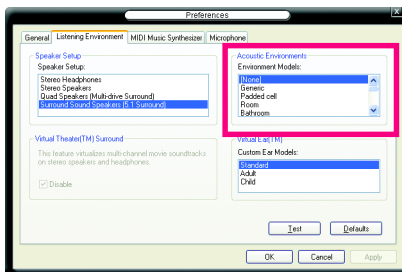 Preferences
X
General Listening Environment MIDI Music Synthesizer Microphone
Speaker Setup
Speaker Setup:
Stereo Headphones
Stereo Speakers
Quad Speakers (Multi-drive Surround)
Surround Sound Speakers (5.1 Surround)
Acoustic Environments
Environment Models:
(None)
Generic
Padded cell
Room
Bathroom
Virtual Theater(TM) Surround
This feature virtualizes multi-channel movie soundtracks
on stereo speakers and headphones.
Disable
Virtual Ear(TM)
Custom Ear Models:
Standard
Adult
Child
Test Defaults
OK Cancel Apply